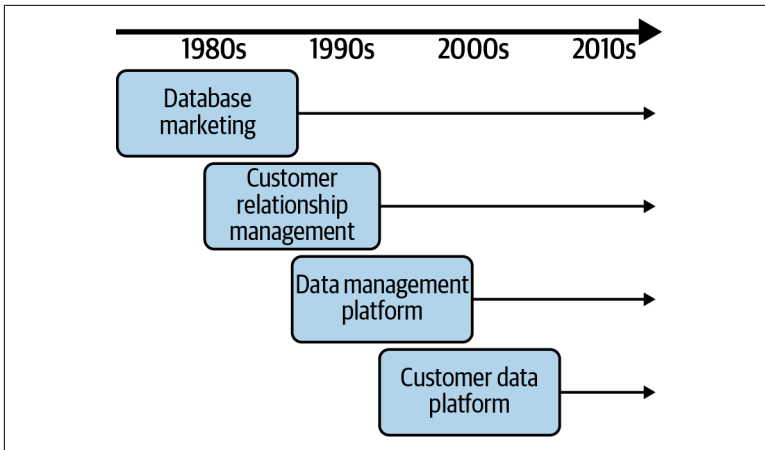 1980s 1990s 2000s 2010s
Database
marketing
Customer
relationship
management
Data management
platform
Customer data
platform